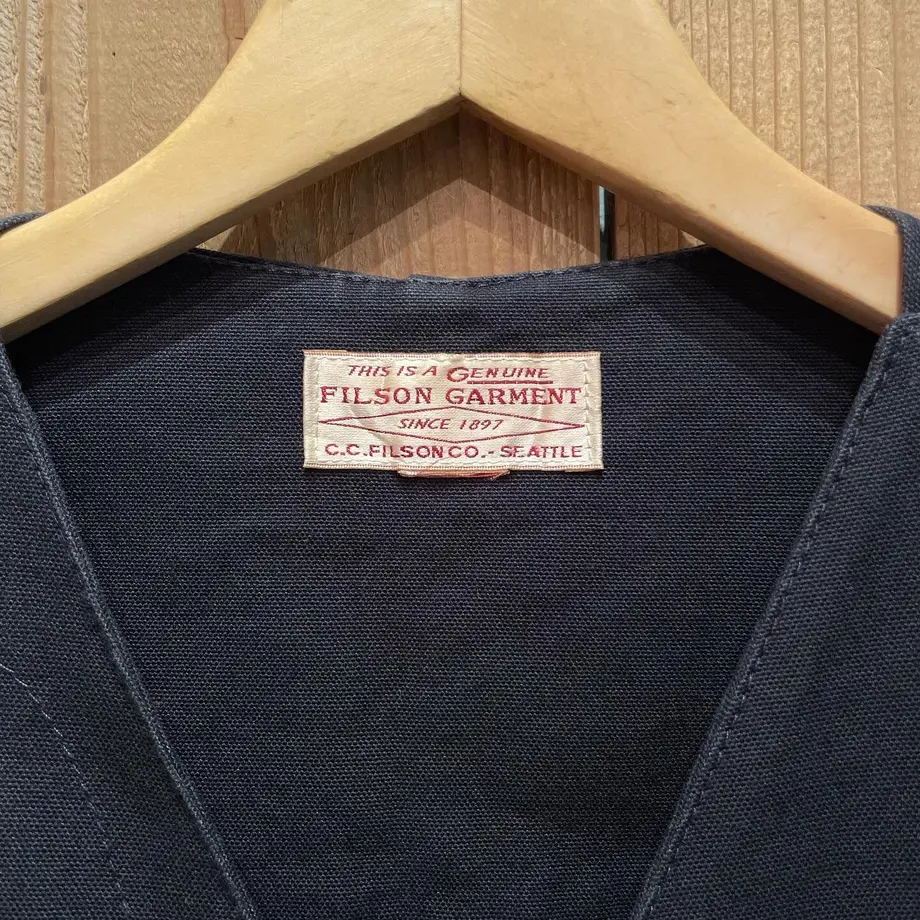 THIS IS A GENUINE
FILSON GARMENT
SINCE 1897
C.C.FILSON CO.- SEATTLE